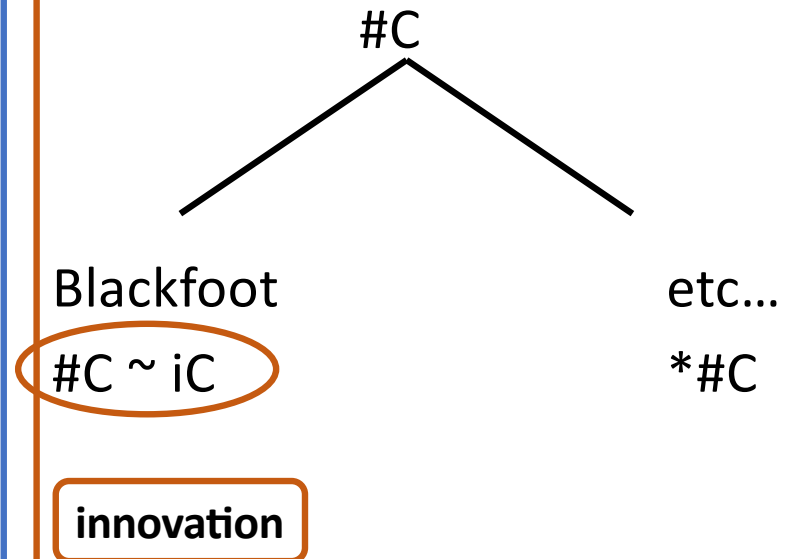 #C
Blackfoot etc…
#C ~ iC *#C
innovation